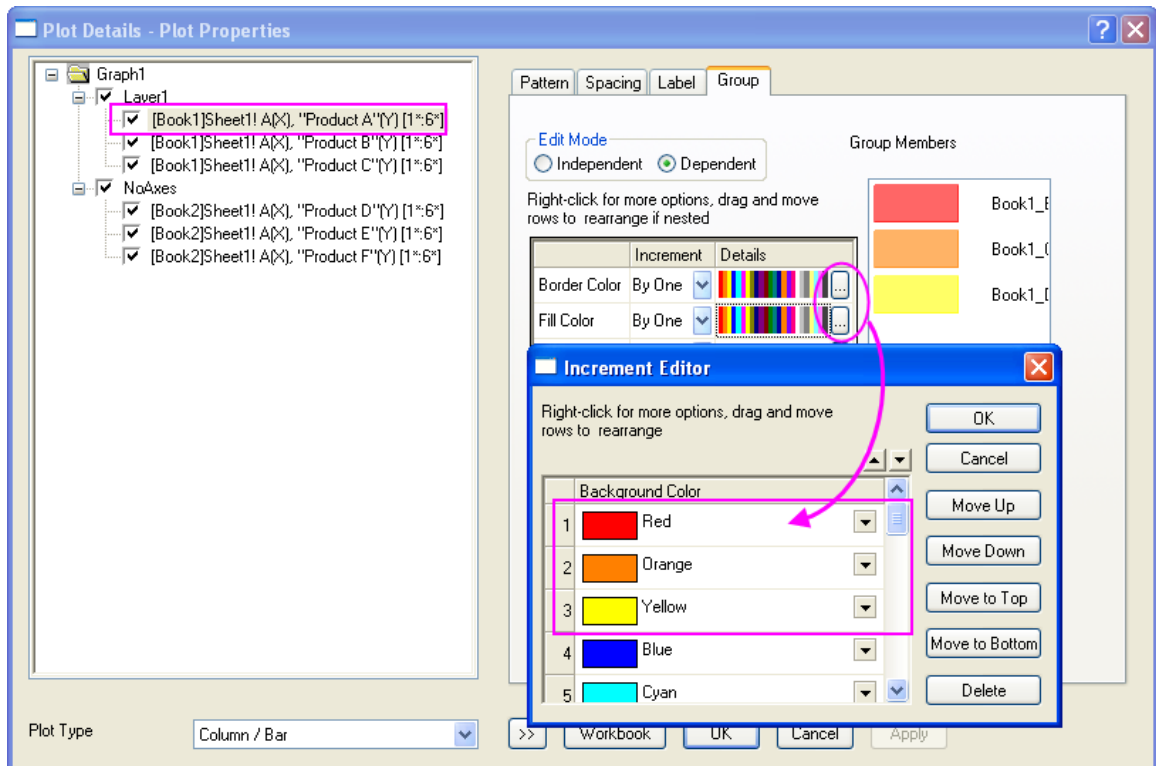 Plot Details - Plot Properties
Graph1
Layer1
[Book1]Sheet1! A(X), "Product A"(Y) [1*:6*]
[Book1]Sheet1! A(X), "Product B"(Y) [1*:6*]
[Book1]Sheet1! A(X), "Product C"(Y) [1*:6*]
NoAxes
[Book2]Sheet1! A(X), "Product D"(Y) [1*:6*]
[Book2]Sheet1! A(X), "Product E"(Y) [1*:6*]
[Book2]Sheet1! A(X), "Product F"(Y) [1*:6*]
Pattern Spacing Label Group
Edit Mode
Independent Dependent
Group Members
Right-click for more options, drag and move
rows to rearrange if nested
Increment Details
Border Color By One ...
Fill Color By One ...
Book1_
Book1_
Book1_
Increment Editor
Right-click for more options, drag and move
rows to rearrange
Background Color
1 Red
2 Orange
3 Yellow
4 Blue
5 Cyan
OK
Cancel
Move Up
Move Down
Move to Top
Move to Bottom
Delete
Plot Type Column / Bar >> Workbook OK Cancel Apply